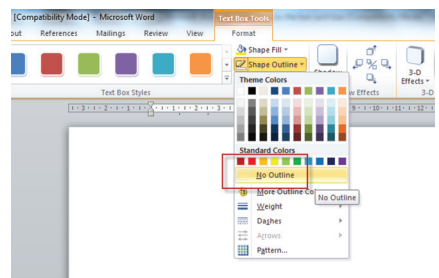 [Compatibility Mode] - Microsoft Word
Text Box Tools
out References Mailings Review View Format
Shape Fill
Shape Outline
3-D
Effects
Text Box Styles
w Effects
3-D
Theme Colors
Standard Colors
No Outline
More Outline Co
No Outline
Weight
Dashes
Arrows
Pattern...